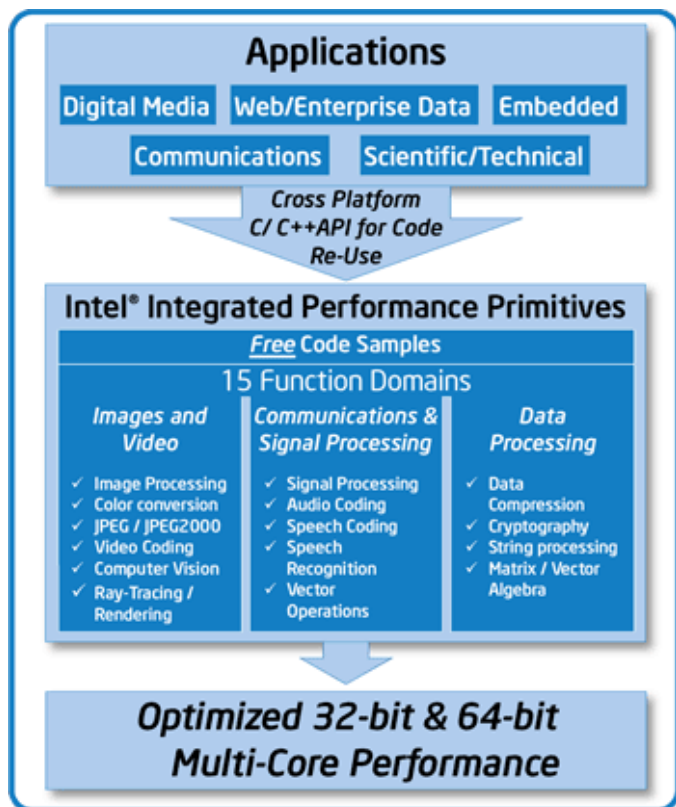 Applications
Digital Media
Web/Enterprise Data
Embedded
Communications
Scientific/Technical
Cross Platform
C/ C++API for Code
Re-Use
Intel® Integrated Performance Primitives
Free Code Samples
15 Function Domains
Images and
Video
✓ Image Processing
✓ Color conversion
✓ JPEG / JPEG2000
✓ Video Coding
✓ Computer Vision
✓ Ray-Tracing /
Rendering
Communications &
Signal Processing
✓ Signal Processing
✓ Audio Coding
✓ Speech Coding
✓ Speech
Recognition
✓ Vector
Operations
Data
Processing
✓ Data
Compression
✓ Cryptography
✓ String processing
✓ Matrix / Vector
Algebra
Optimized 32-bit & 64-bit
Multi-Core Performance